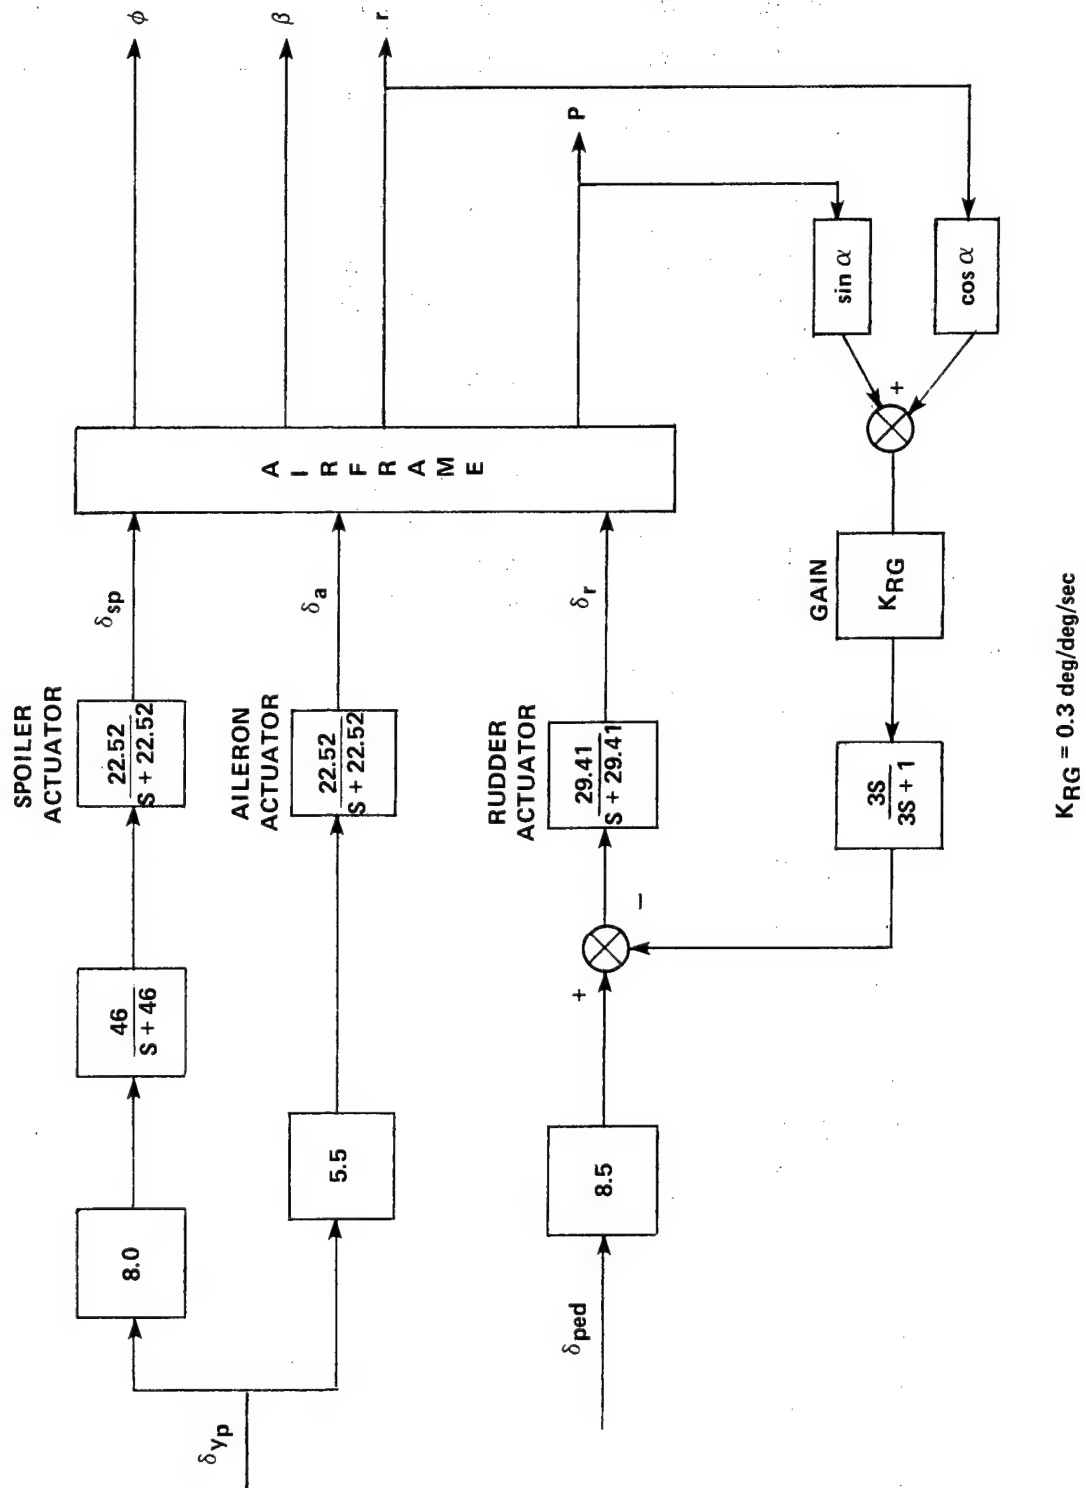 SPOILER
ACTUATOR
δyp
8.0
46
S + 46
22.52
S + 22.52
δsp
ϕ
AILERON
ACTUATOR
5.5
22.52
S + 22.52
δa
A I R F R A M E
β
r
RUDDER
ACTUATOR
δped
8.5
+
−
29.41
S + 29.41
δr
P
GAIN
3S
3S + 1
KRG
+
sin α
cos α
KRG = 0.3 deg/deg/sec